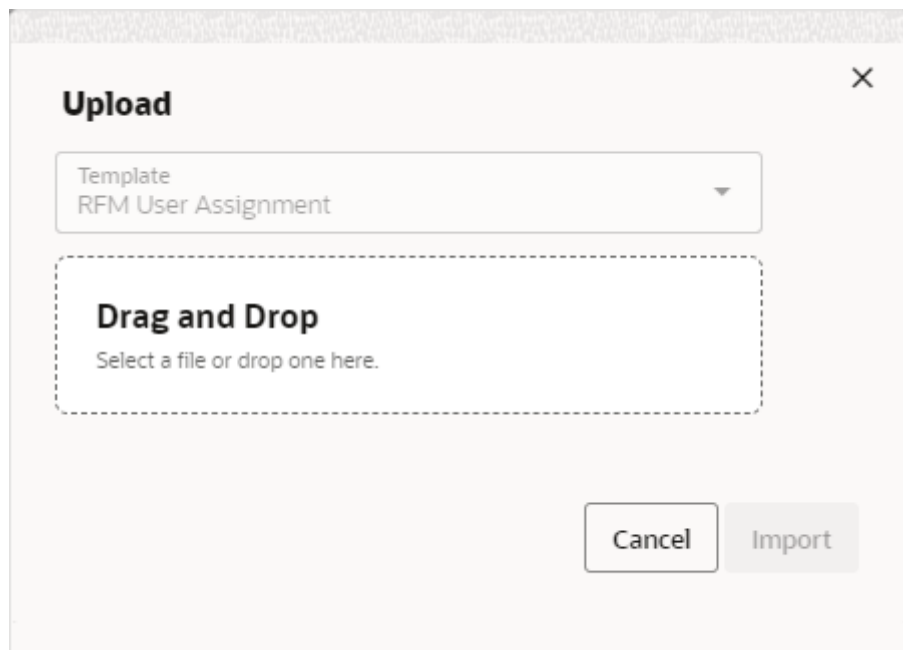 Upload
Template
RFM User Assignment
Drag and Drop
Select a file or drop one here.
Cancel
Import